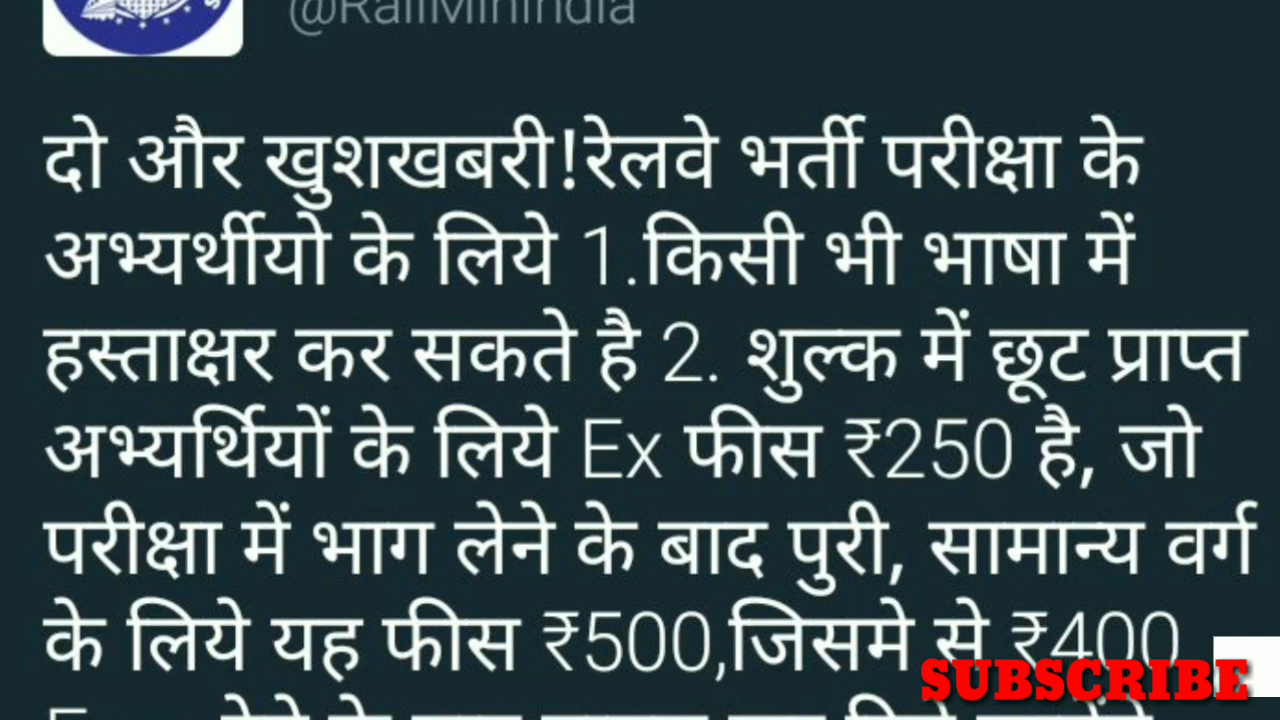 @RailMinIndia
दो और खुशखबरी!रेलवे भर्ती परीक्षा के
अभ्यर्थीयो के लिये 1.किसी भी भाषा में
हस्ताक्षर कर सकते है 2. शुल्क में छूट प्राप्त
अभ्यर्थियों के लिये Ex फीस ₹250 है, जो
परीक्षा में भाग लेने के बाद पुरी, सामान्य वर्ग
के लिये यह फीस ₹500,जिसमे से ₹400
SUBSCRIBE